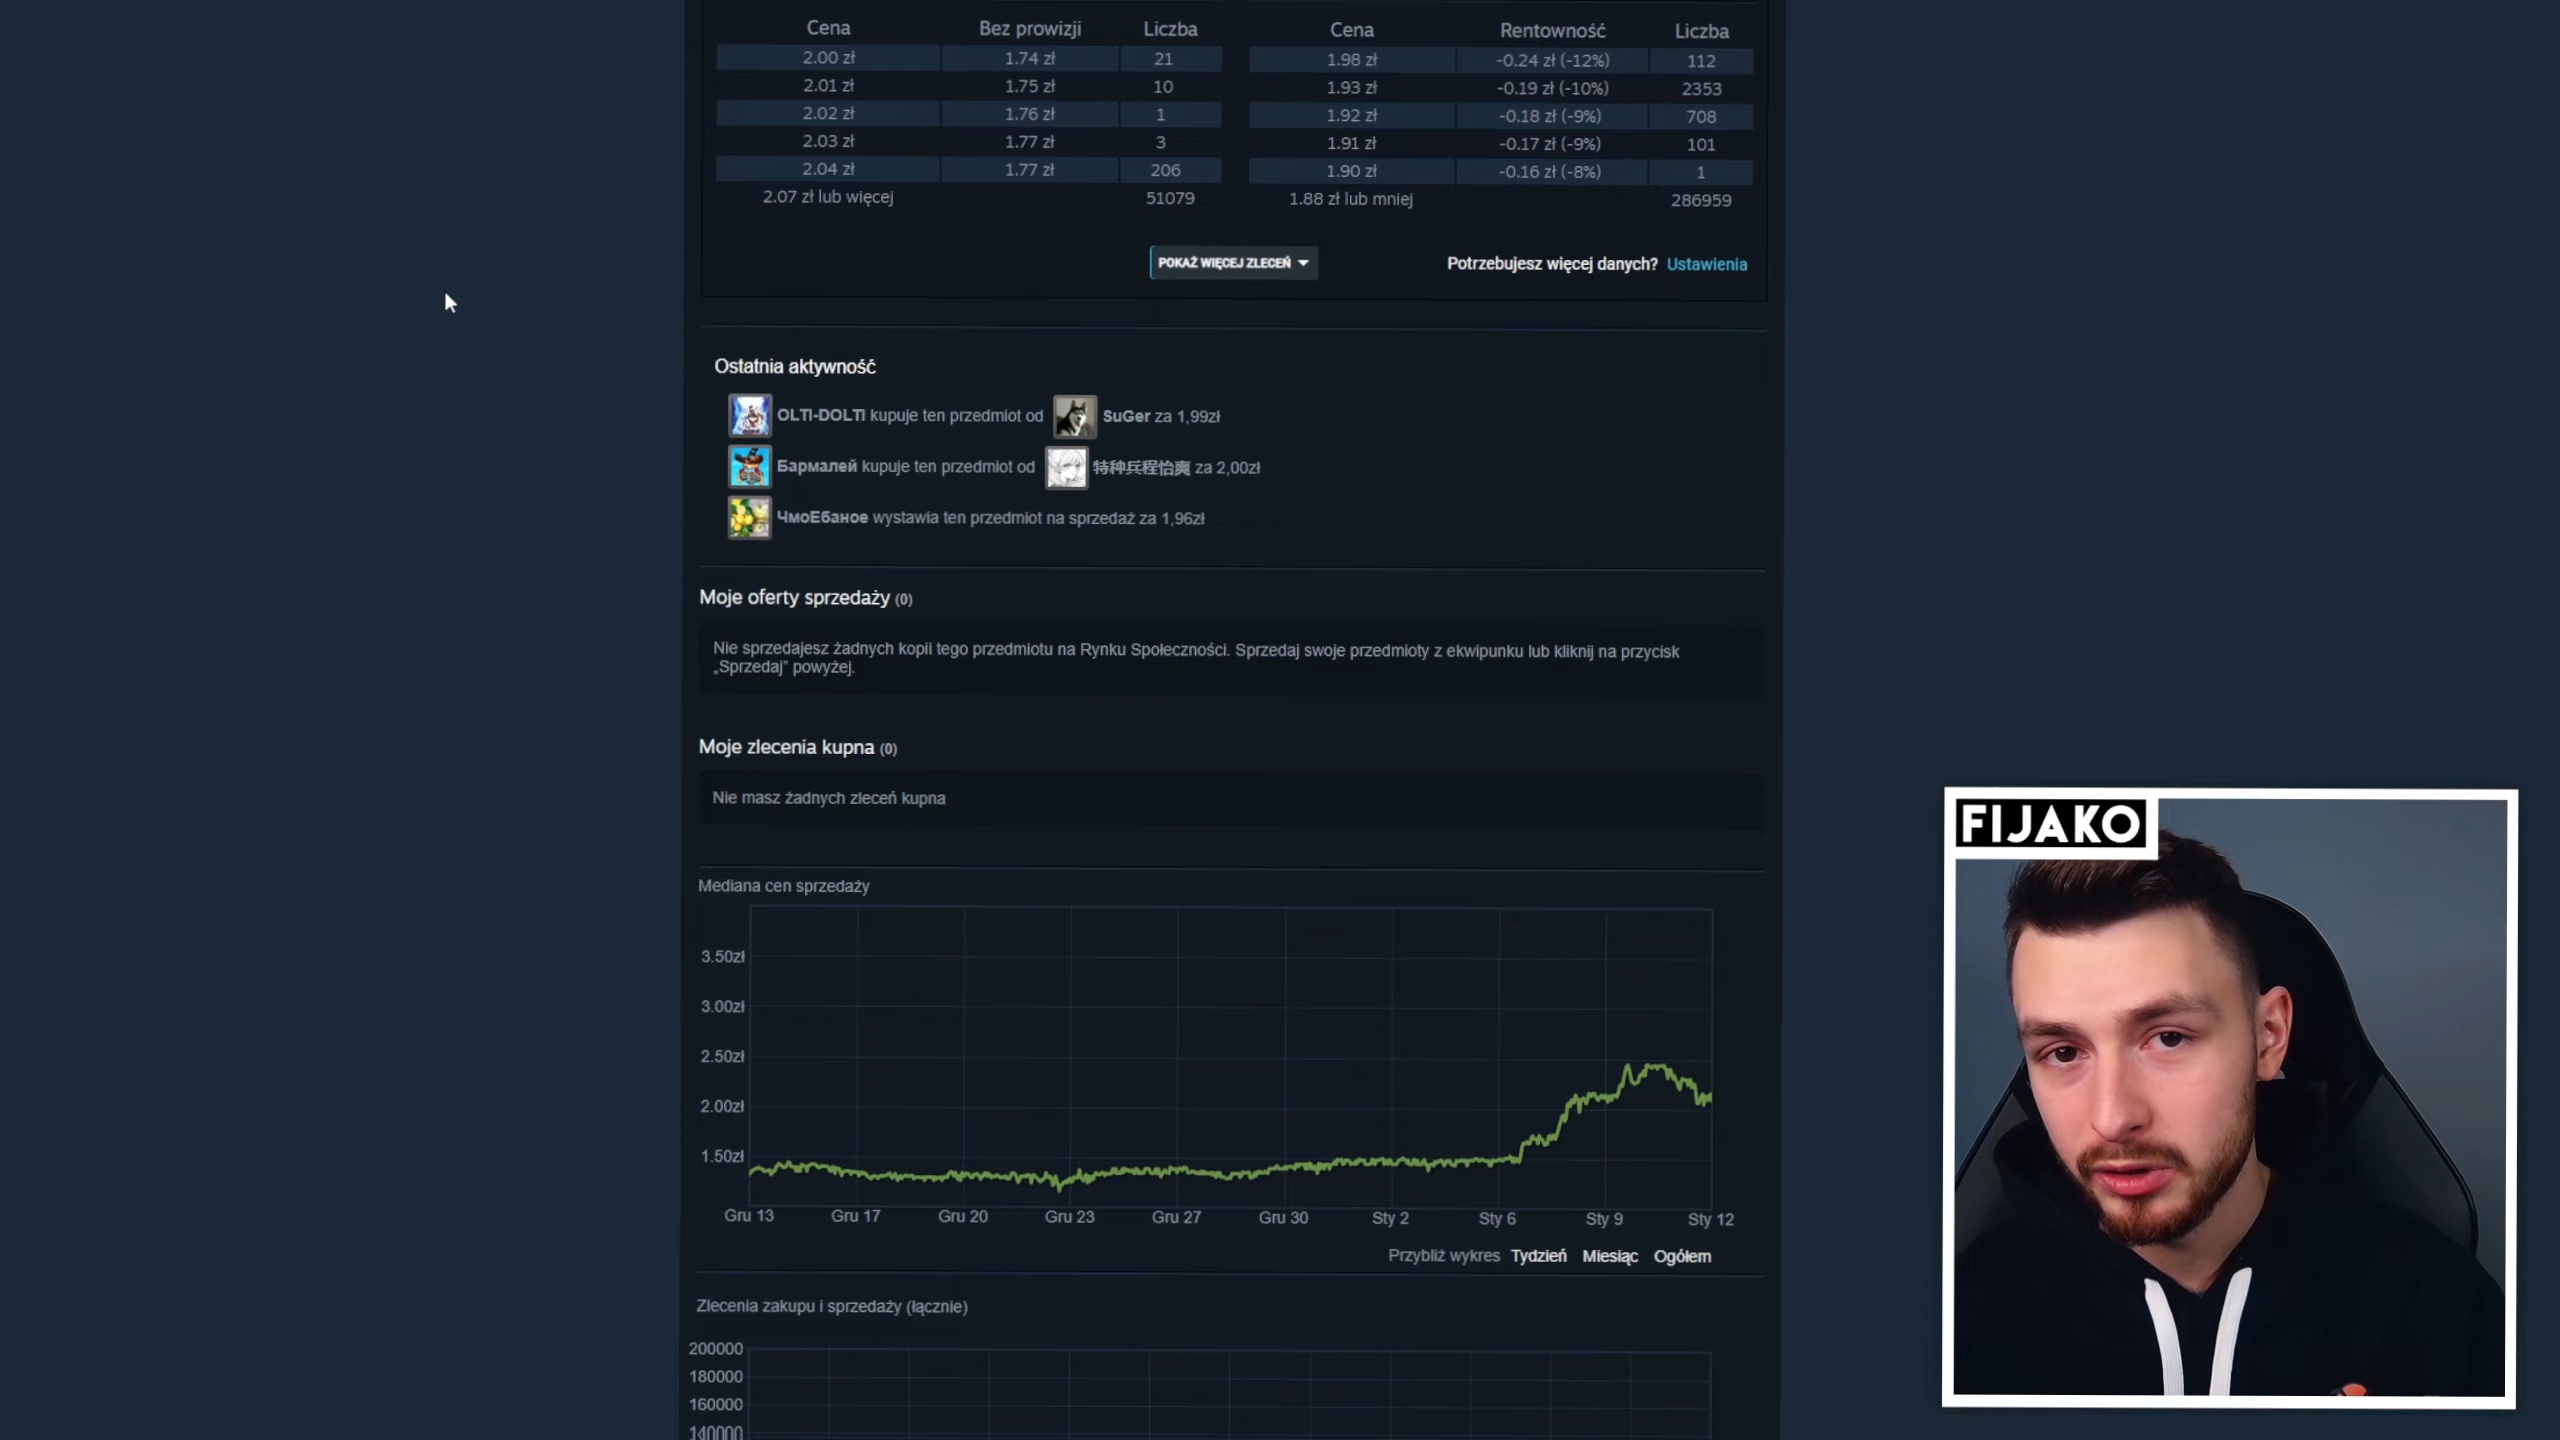 Cena Bez prowizji Liczba
2.00 zł 1.74 zł 21
2.01 zł 1.75 zł 10
2.02 zł 1.76 zł 1
2.03 zł 1.77 zł 3
2.04 zł 1.77 zł 206
2.07 zł lub więcej 51079
Cena Rentowność Liczba
1.98 zł -0.24 zł (-12%) 112
1.93 zł -0.19 zł (-10%) 2353
1.92 zł -0.18 zł (-9%) 708
1.91 zł -0.17 zł (-9%) 101
1.90 zł -0.16 zł (-8%) 1
1.88 zł lub mniej 286959
POKAŻ WIĘCEJ ZLECEŃ
Potrzebujesz więcej danych? Ustawienia
Ostatnia aktywność
OLTI-DOLTI kupuje ten przedmiot od SuGer za 1,99zł
Бармалей kupuje ten przedmiot od 特种兵程怡爽 za 2,00zł
ЧмоЕбаное wystawia ten przedmiot na sprzedaż za 1,96zł
Moje oferty sprzedaży (0)
Nie sprzedajesz żadnych kopii tego przedmiotu na Rynku Społeczności. Sprzedaj swoje przedmioty z ekwipunku lub kliknij na przycisk
„Sprzedaj” powyżej.
Moje zlecenia kupna (0)
Nie masz żadnych zleceń kupna
Mediana cen sprzedaży
3.50zł
3.00zł
2.50zł
2.00zł
1.50zł
Gru 13 Gru 17 Gru 20 Gru 23 Gru 27 Gru 30 Sty 2 Sty 6 Sty 9 Sty 12
Przybliż wykres Tydzień Miesiąc Ogółem
Zlecenia zakupu i sprzedaży (łącznie)
200000
180000
160000
140000
FIJAKO